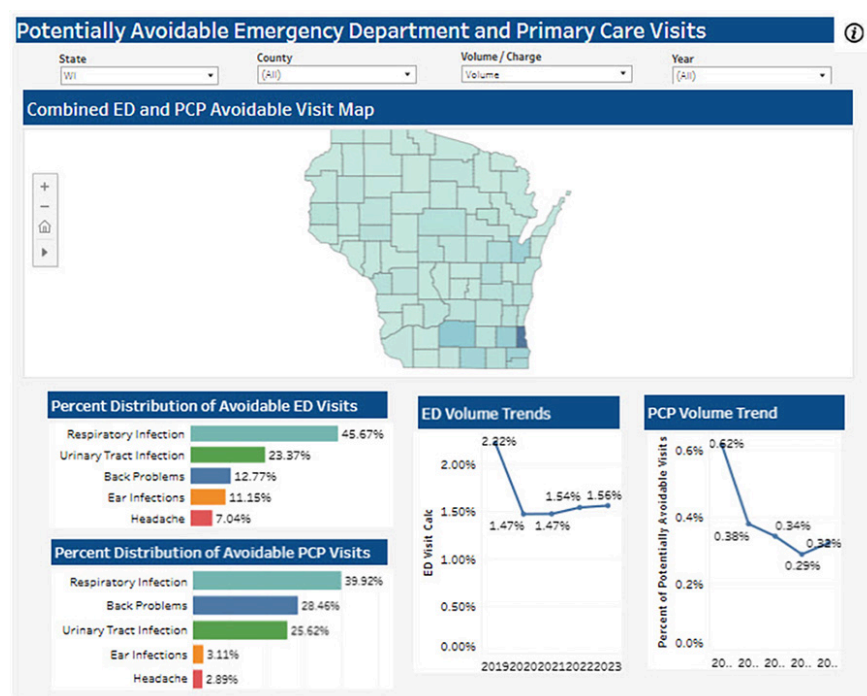 Potentially Avoidable Emergency Department and Primary Care Visits
State County Volume / Charge Year
WI (All) Volume (All)
Combined ED and PCP Avoidable Visit Map
Percent Distribution of Avoidable ED Visits
Respiratory Infection 45.67%
Urinary Tract Infection 23.37%
Back Problems 12.77%
Ear Infections 11.15%
Headache 7.04%
Percent Distribution of Avoidable PCP Visits
Respiratory Infection 39.92%
Back Problems 28.46%
Urinary Tract Infection 25.62%
Ear Infections 3.11%
Headache 2.89%
ED Volume Trends
ED Visit Calc
2.00%
1.50%
1.00%
0.50%
0.00%
2.22%
1.47%
1.47%
1.54%
1.56%
2019 2020 2021 2022 2023
PCP Volume Trend
Percent of Potentially Avoidable Visits
0.6%
0.4%
0.2%
0.0%
0.62%
0.38%
0.34%
0.29%
0.32%
20.. 20.. 20.. 20.. 20..